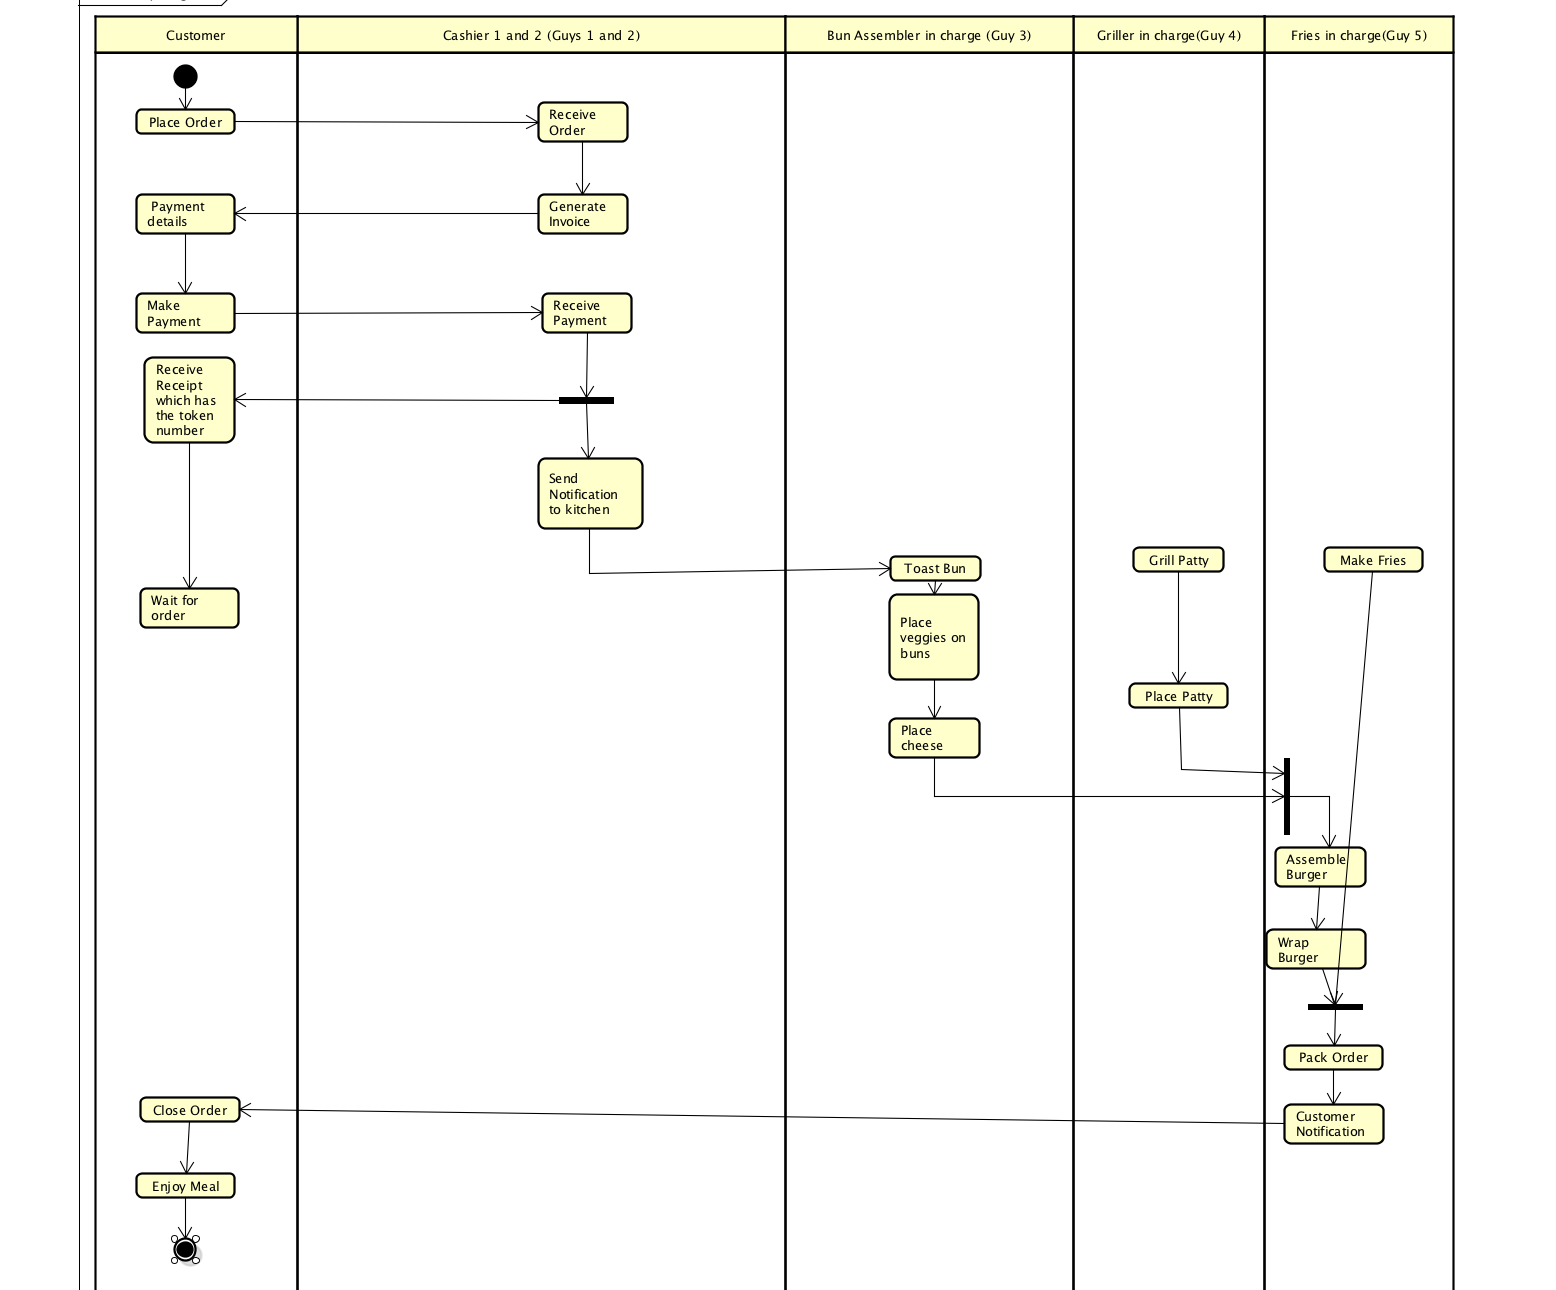 Customer
Cashier 1 and 2 (Guys 1 and 2)
Bun Assembler in charge (Guy 3)
Griller in charge(Guy 4)
Fries in charge(Guy 5)
Place Order
Receive
Order
Payment
details
Generate
Invoice
Make
Payment
Receive
Payment
Receive
Receipt
which has
the token
number
Send
Notification
to kitchen
Toast Bun
Grill Patty
Make Fries
Wait for
order
Place
veggies on
buns
Place Patty
Place
cheese
Assemble
Burger
Wrap
Burger
Pack Order
Close Order
Customer
Notification
Enjoy Meal